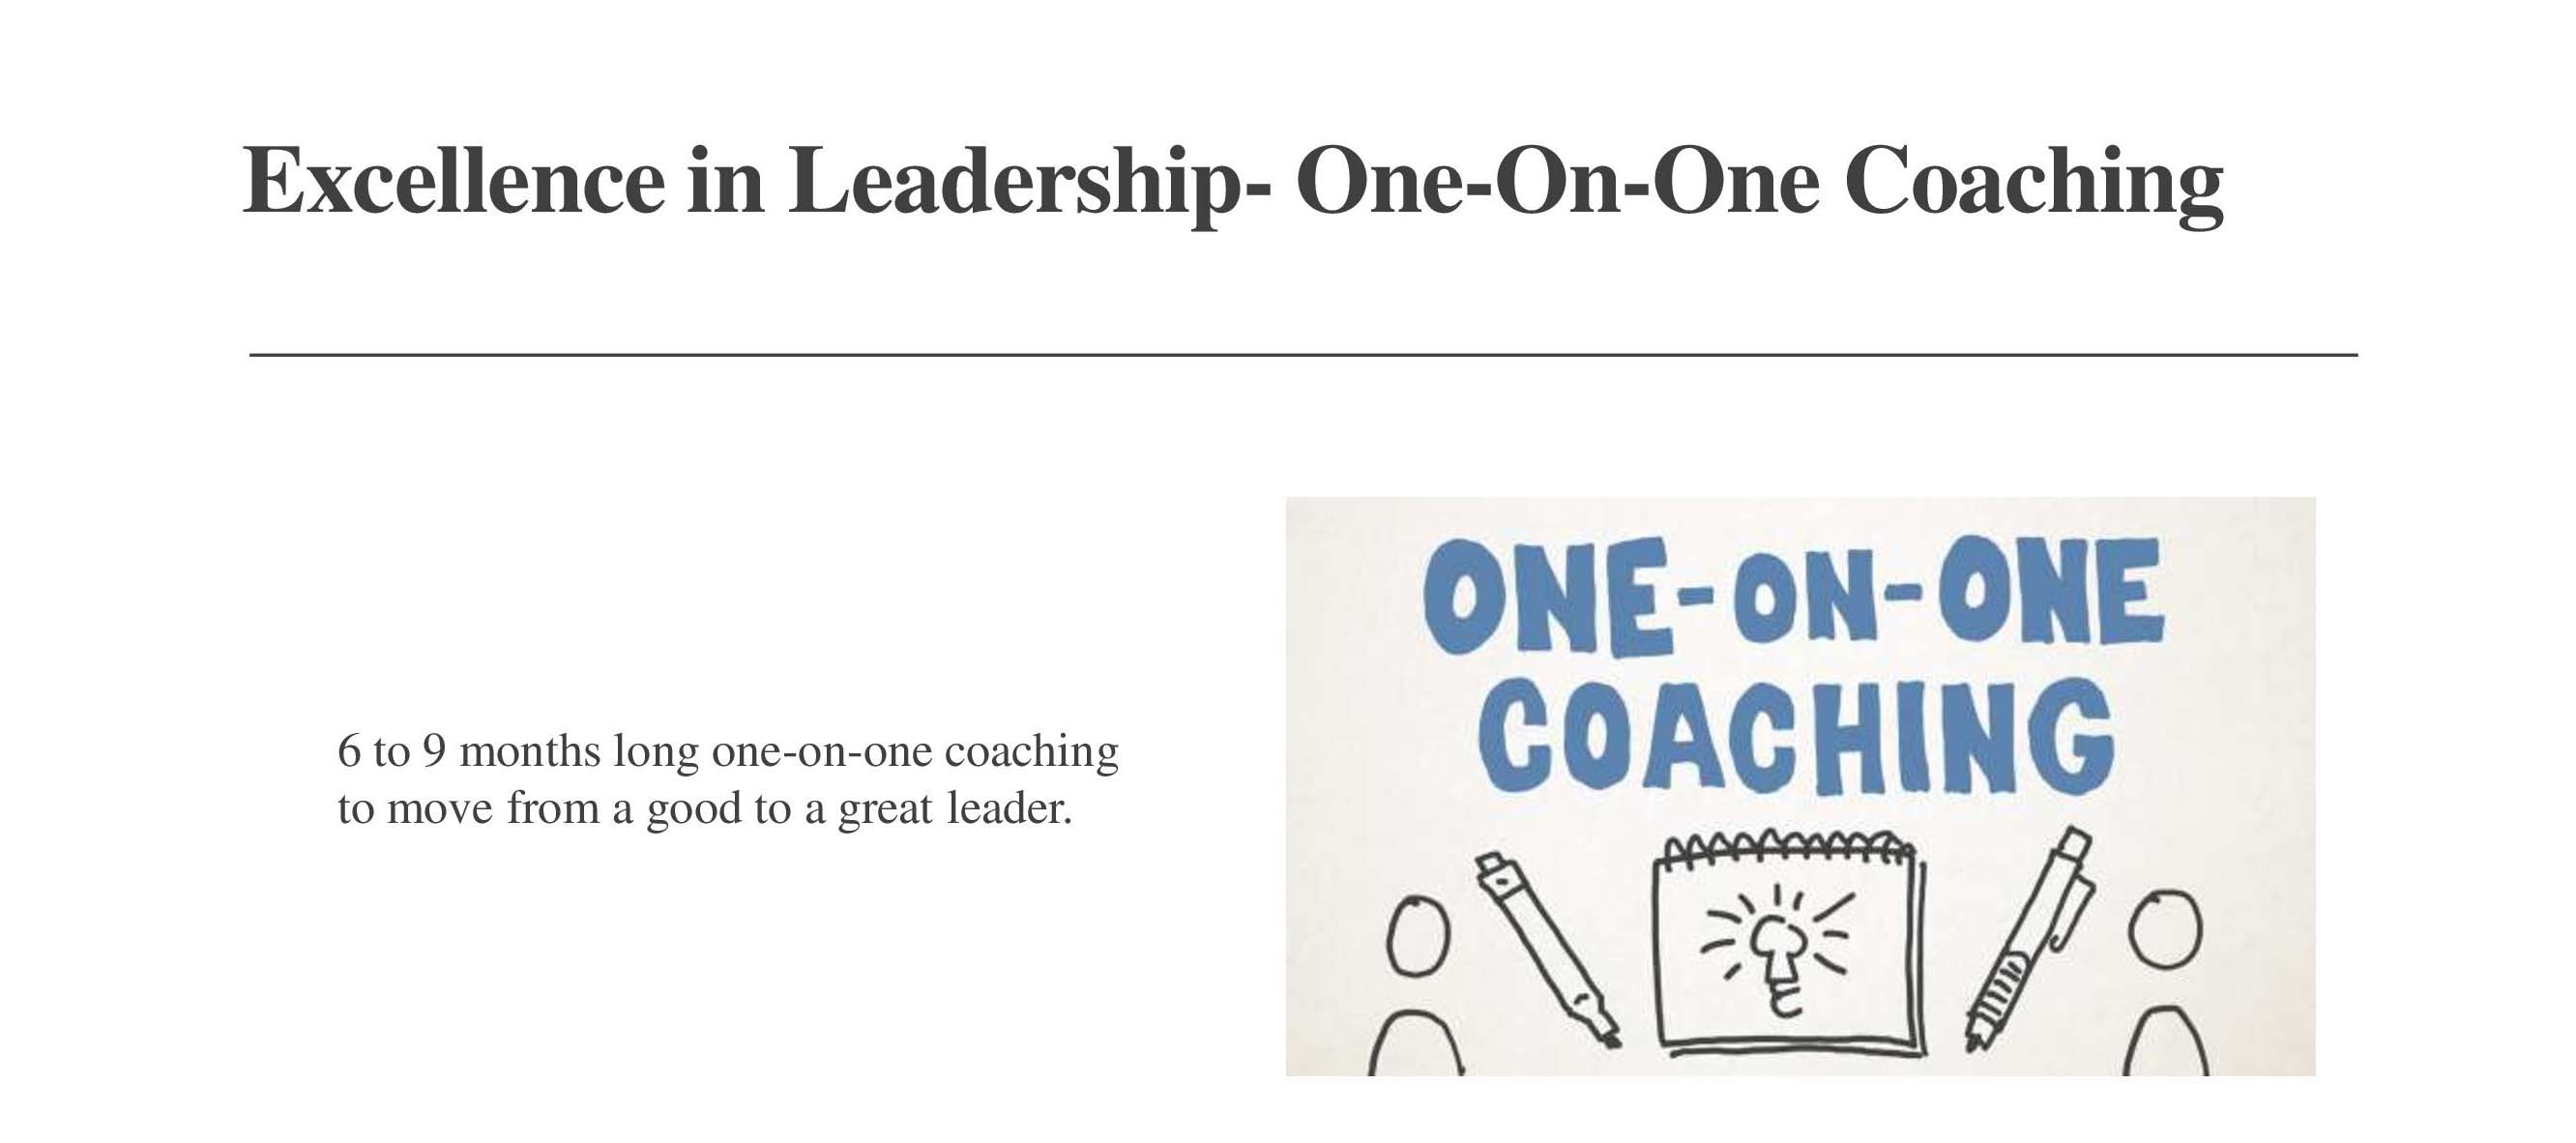 Excellence in Leadership- One-On-One Coaching
6 to 9 months long one-on-one coaching
to move from a good to a great leader.
ONE-ON-ONE
COACHING